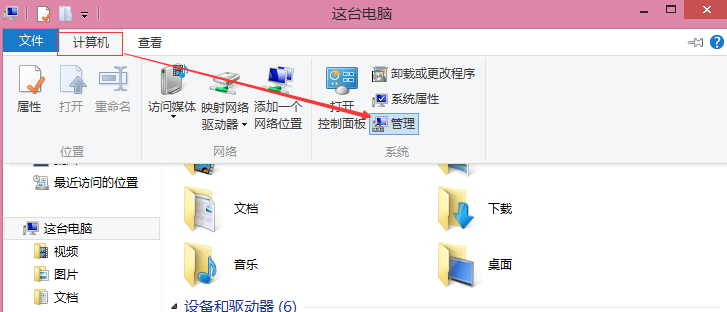 这台电脑
文件
计算机
查看
属性
打开
重命名
位置
访问媒体
映射网络
驱动器
添加一个
网络位置
网络
打开
控制面板
卸载或更改程序
系统属性
管理
系统
最近访问的位置
这台电脑
视频
图片
文档
文档
下载
音乐
桌面
设备和驱动器 (6)